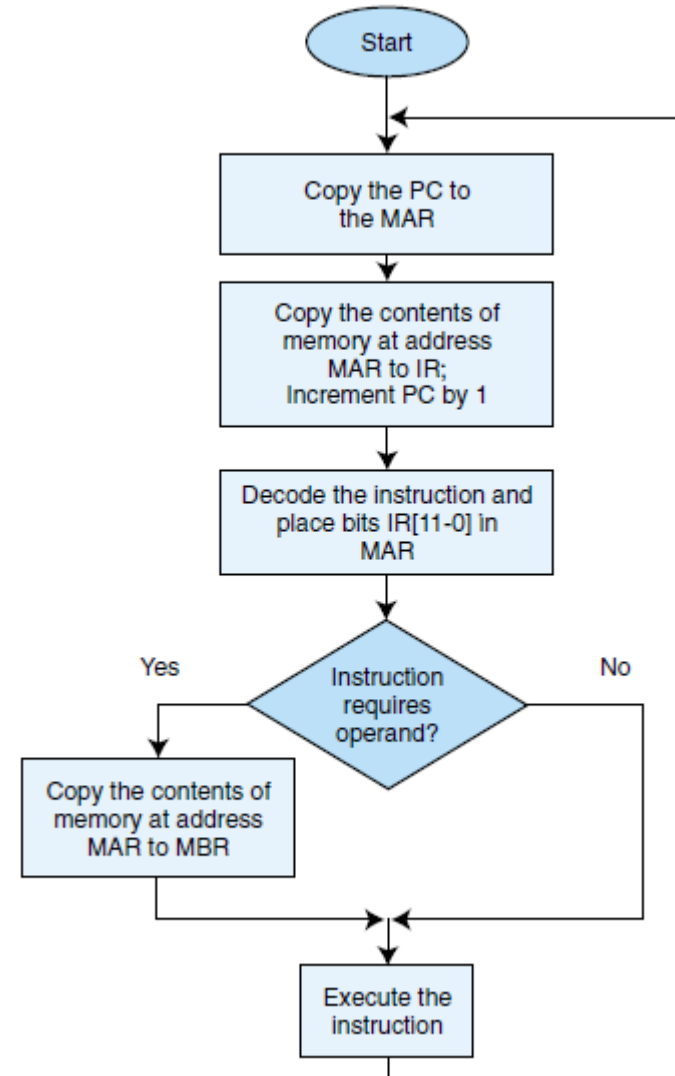 Start
Copy the PC to
the MAR
Copy the contents of
memory at address
MAR to IR;
Increment PC by 1
Decode the instruction and
place bits IR[11-0] in
MAR
Instruction
requires
operand?
Yes
No
Copy the contents of
memory at address
MAR to MBR
Execute the
instruction